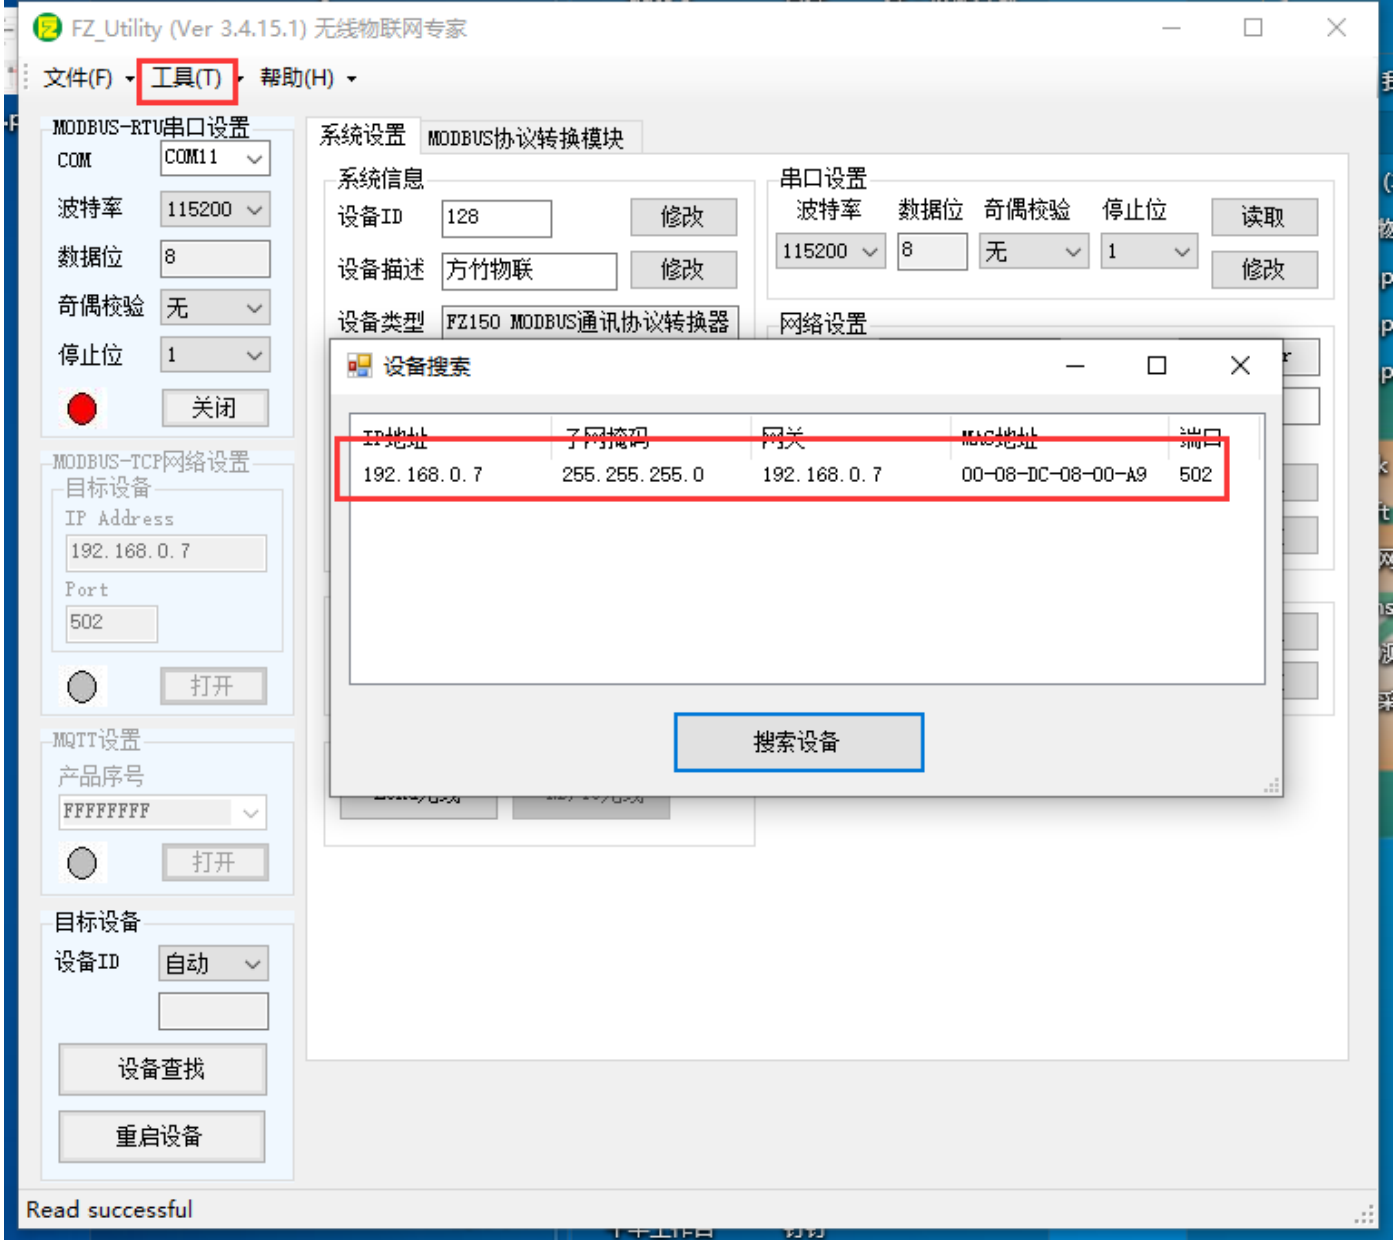 FZ_Utility (Ver 3.4.15.1) 无线物联网专家
文件(F) 工具(T) 帮助(H)
MODBUS-RTU串口设置
COM COM11
波特率 115200
数据位 8
奇偶校验 无
停止位 1
关闭
MODBUS-TCP网络设置
目标设备
IP Address
192.168.0.7
Port
502
打开
MQTT设置
产品序号
FFFFFFFF
打开
目标设备
设备ID 自动
设备查找
重启设备
系统设置 MODBUS协议转换模块
系统信息
设备ID 128 修改
设备描述 方竹物联 修改
设备类型 FZ150 MODBUS通讯协议转换器
串口设置
波特率 数据位 奇偶校验 停止位 读取
115200 8 无 1 修改
网络设置
设备搜索
IP地址 子网掩码 网关 MAC地址 端口
192.168.0.7 255.255.255.0 192.168.0.7 00-08-DC-08-00-A9 502
搜索设备
Read successful